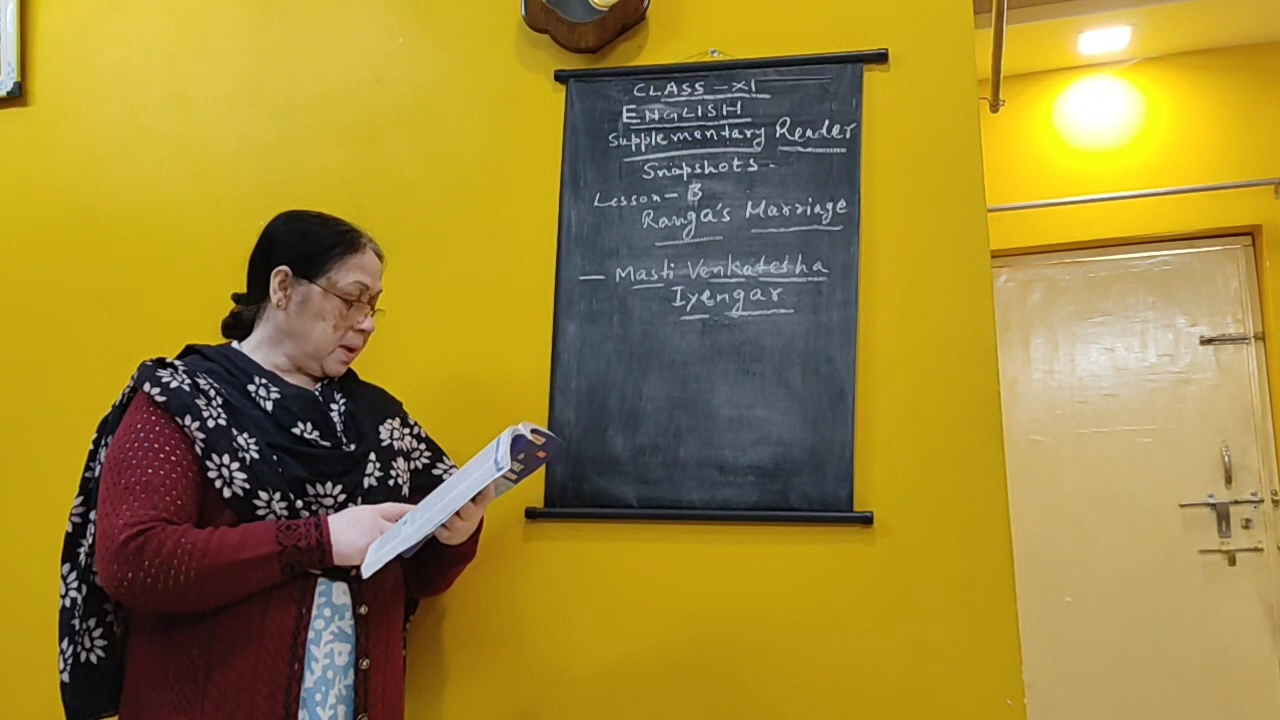 CLASS - XI
ENGLISH
Supplementary Reader
Snapshots -
Lesson - 3
Ranga's Marriage
- Masti Venkatesha
Iyengar